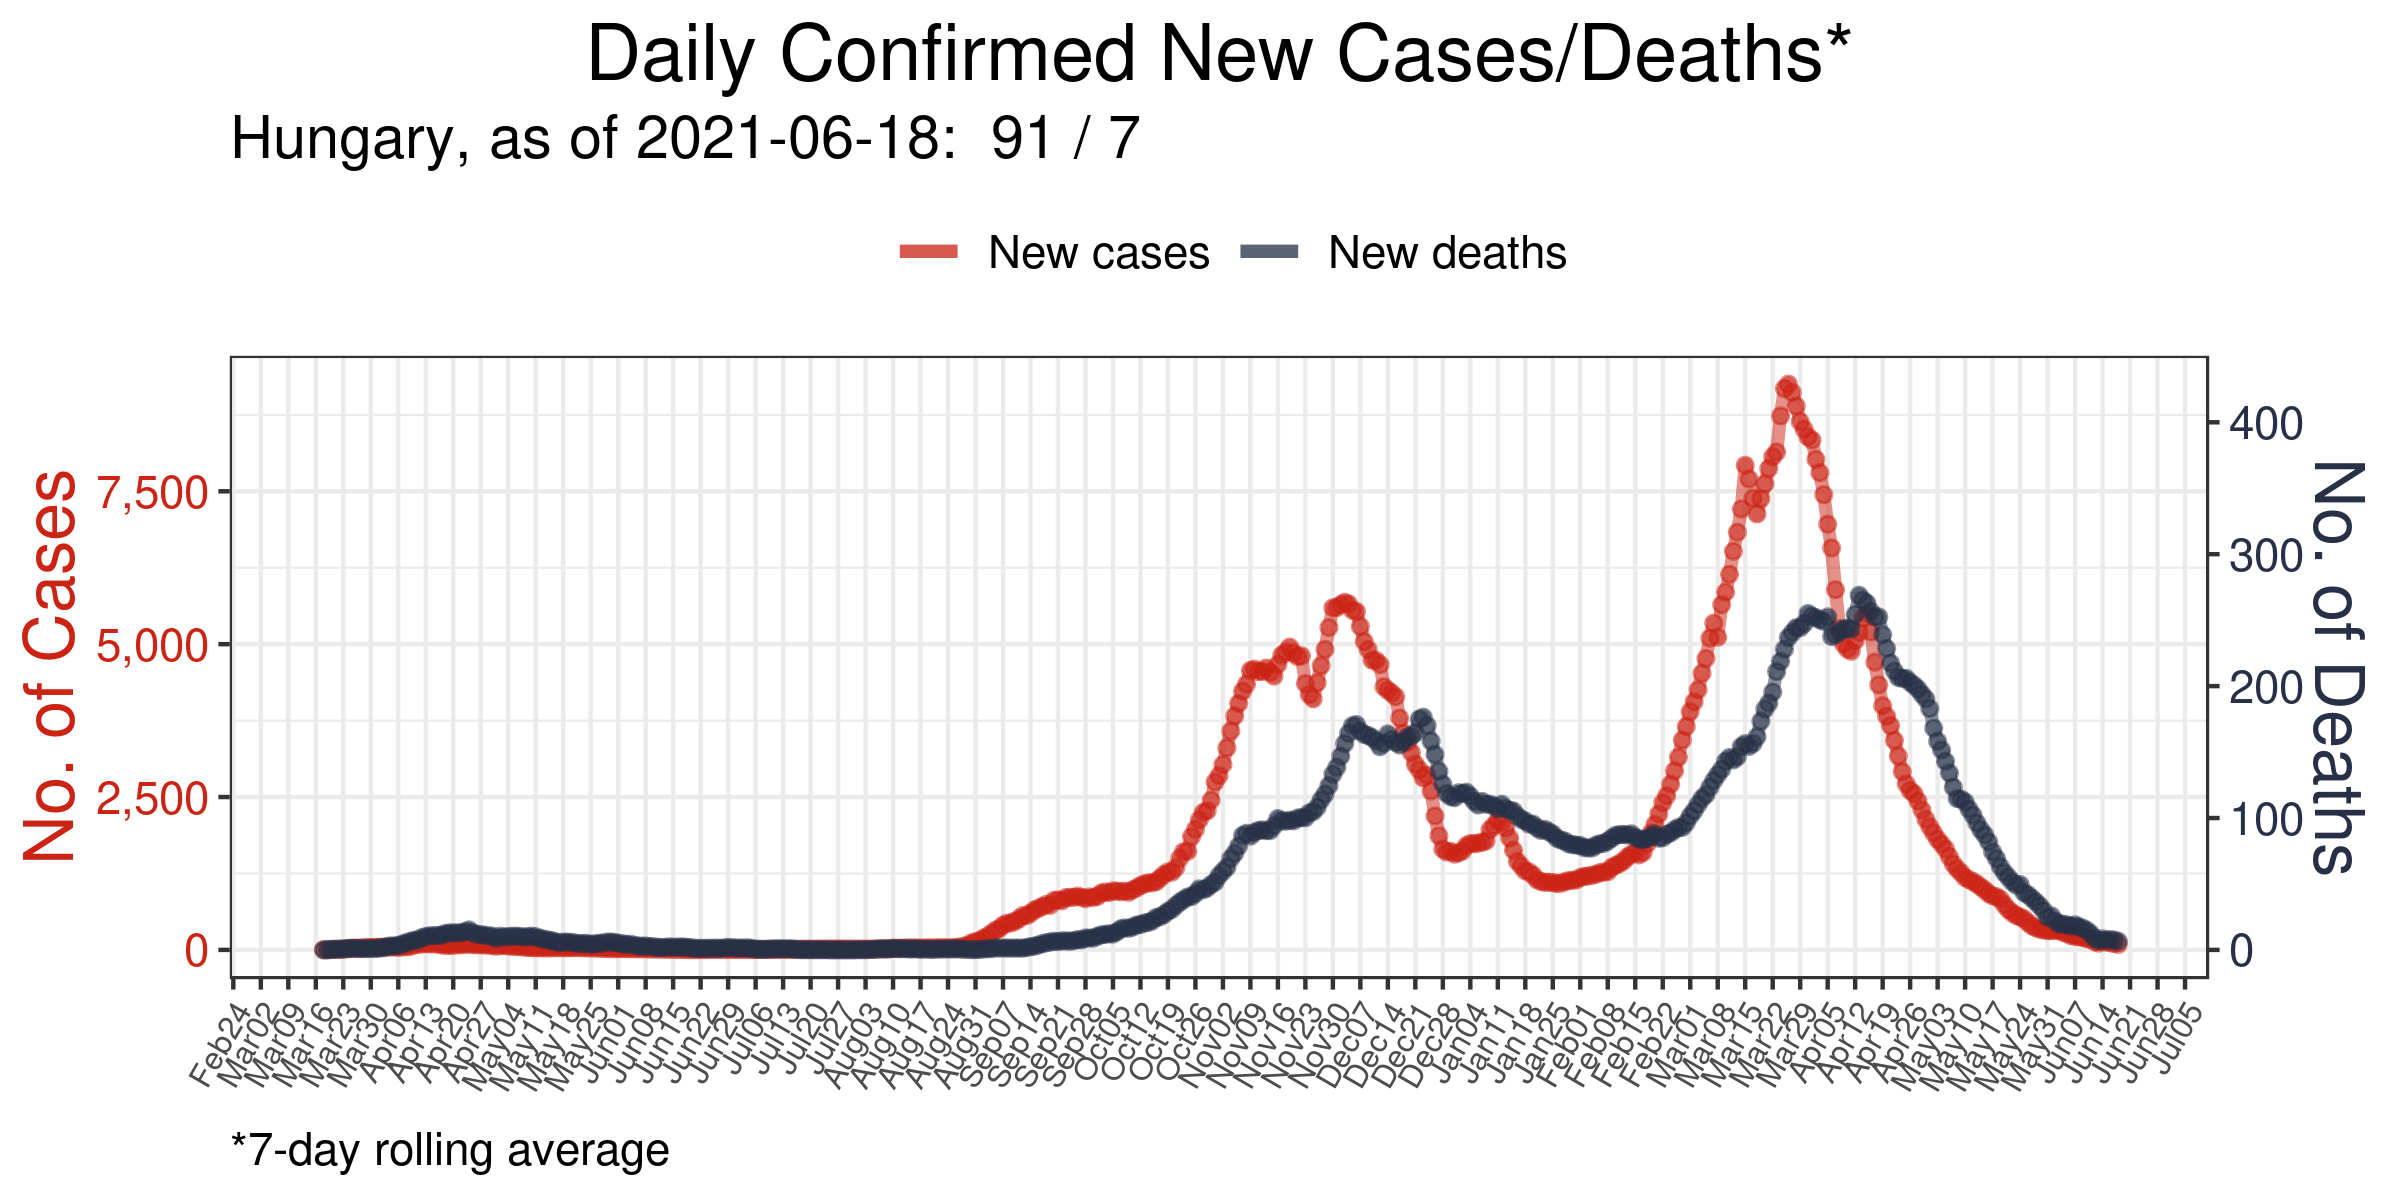 Daily Confirmed New Cases/Deaths*
Hungary, as of 2021-06-18:  91 / 7
New cases
New deaths
No. of Cases
7,500
5,000
2,500
0
400
300
200
100
0
No. of Deaths
Feb24
Mar02
Mar09
Mar16
Mar23
Mar30
Apr06
Apr13
Apr20
Apr27
May04
May11
May18
May25
Jun01
Jun08
Jun15
Jun22
Jun29
Jul06
Jul13
Jul20
Jul27
Aug03
Aug10
Aug17
Aug24
Aug31
Sep07
Sep14
Sep21
Sep28
Oct05
Oct12
Oct19
Oct26
Nov02
Nov09
Nov16
Nov23
Nov30
Dec07
Dec14
Dec21
Dec28
Jan04
Jan11
Jan18
Jan25
Feb01
Feb08
Feb15
Feb22
Mar01
Mar08
Mar15
Mar22
Mar29
Apr05
Apr12
Apr19
Apr26
May03
May10
May17
May24
May31
Jun07
Jun14
Jun21
Jun28
Jul05
*7-day rolling average